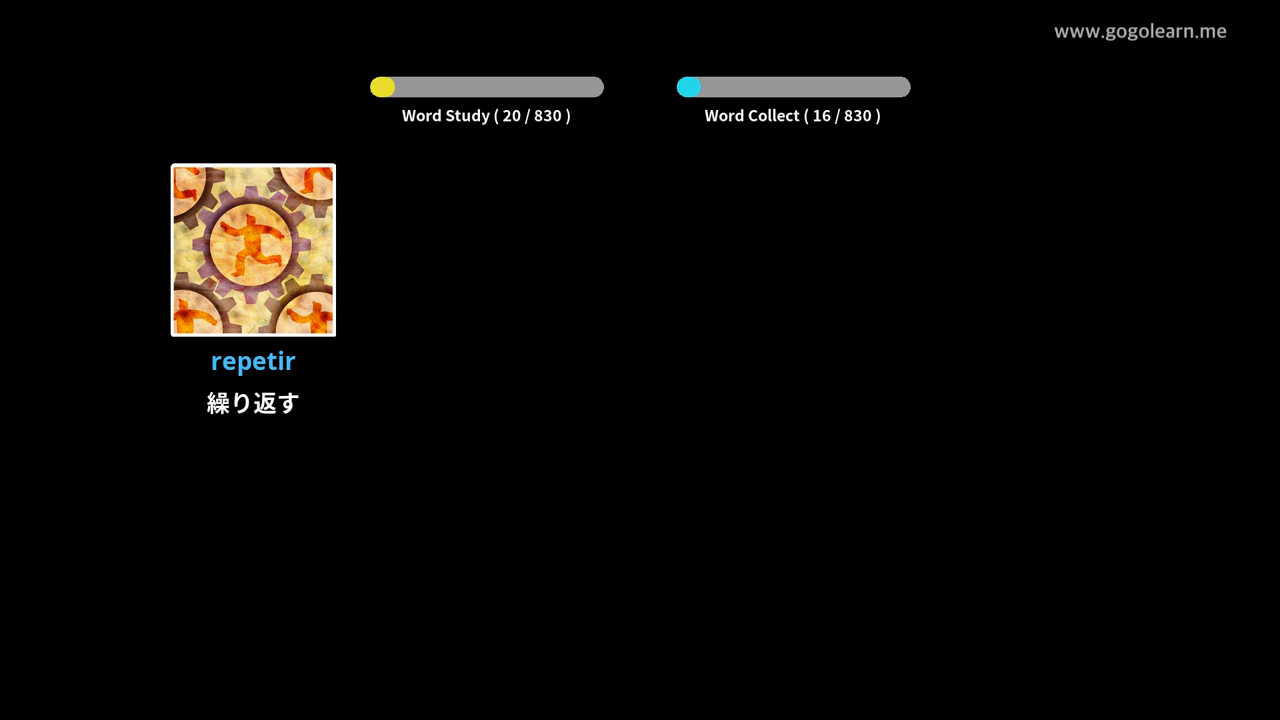 www.gogolearn.me
Word Study ( 20 / 830 )
Word Collect ( 16 / 830 )
repetir
繰り返す